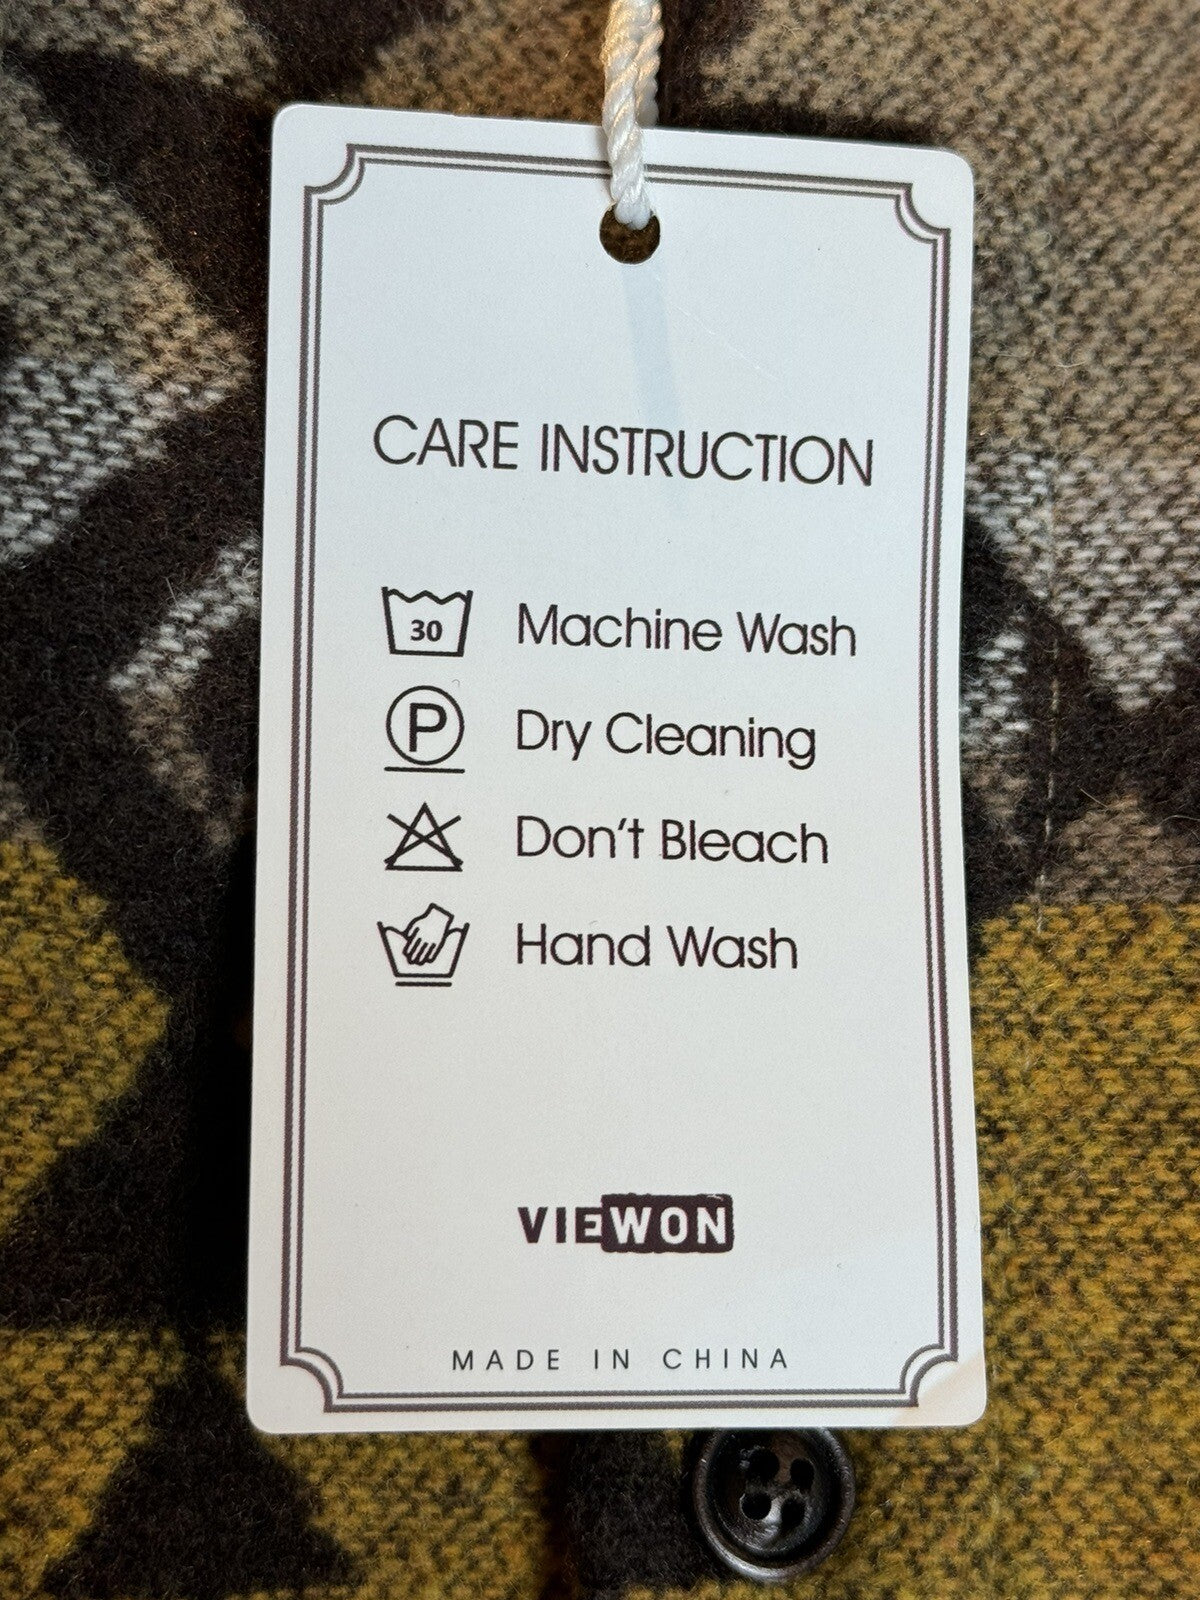 CARE INSTRUCTION
30 Machine Wash
P Dry Cleaning
Don't Bleach
Hand Wash
VIEWON
MADE IN CHINA